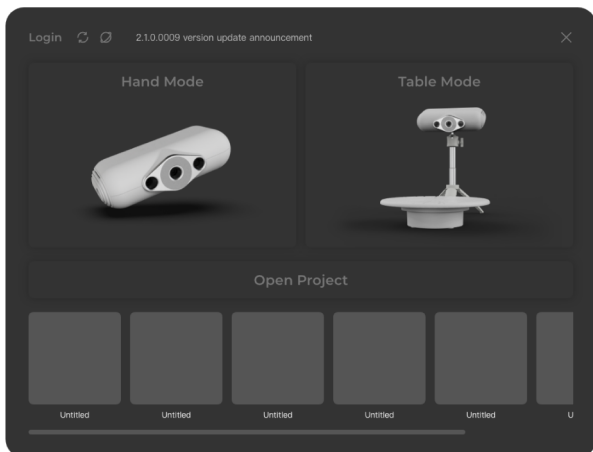 Login 2.1.0.0009 version update announcement
Hand Mode Table Mode
Open Project
Untitled Untitled Untitled Untitled Untitled U